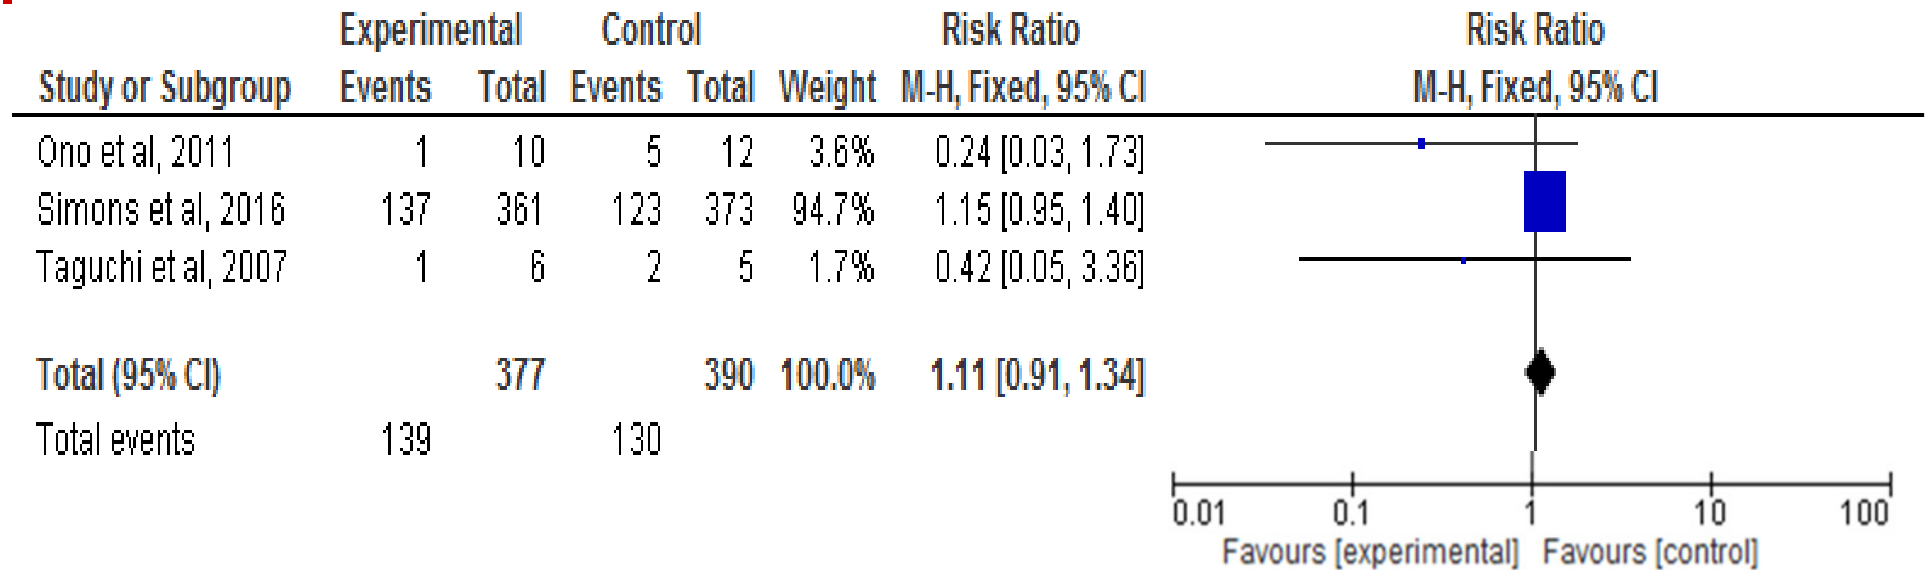 Experimental Control Risk Ratio Risk Ratio
Study or Subgroup Events Total Events Total Weight M-H, Fixed, 95% CI M-H, Fixed, 95% CI
Ono et al, 2011 1 10 5 12 3.6% 0.24 [0.03, 1.73]
Simons et al, 2016 137 361 123 373 94.7% 1.15 [0.95, 1.40]
Taguchi et al, 2007 1 6 2 5 1.7% 0.42 [0.05, 3.36]
Total (95% CI) 377 390 100.0% 1.11 [0.91, 1.34]
Total events 139 130
0.01 0.1 1 10 100
Favours [experimental] Favours [control]